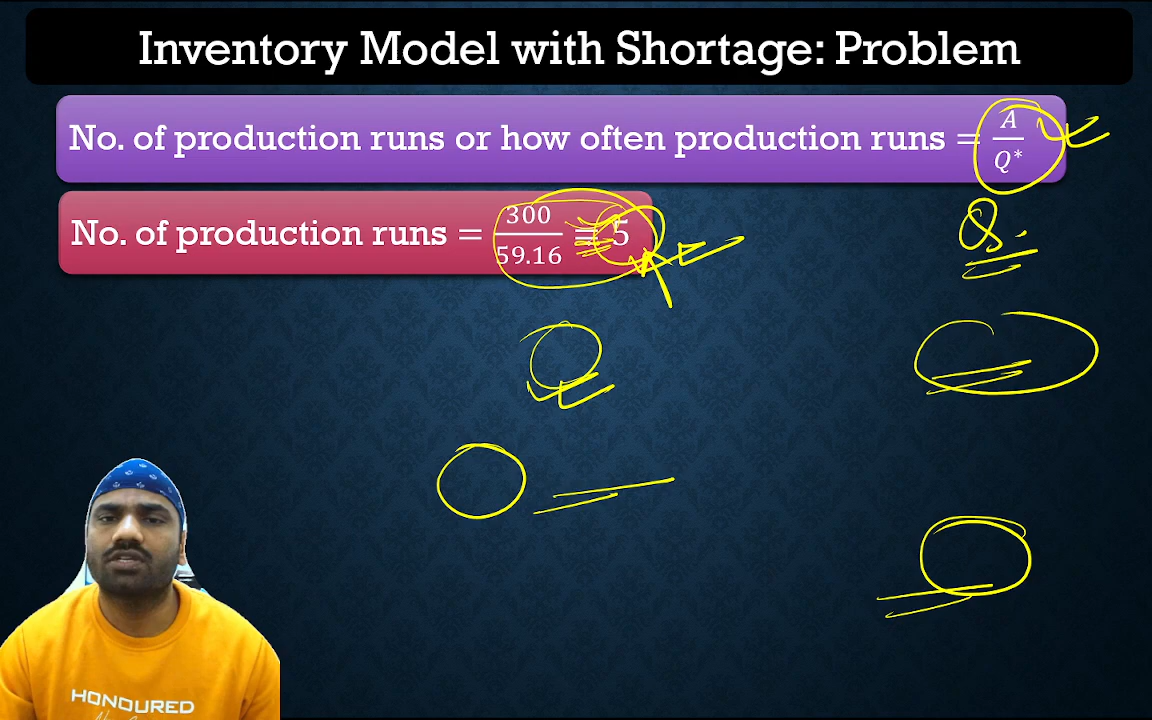 Inventory Model with Shortage: Problem
No. of production runs or how often production runs = A/Q*
No. of production runs = 300/59.16 ≡ 5
Q.
HONOURED